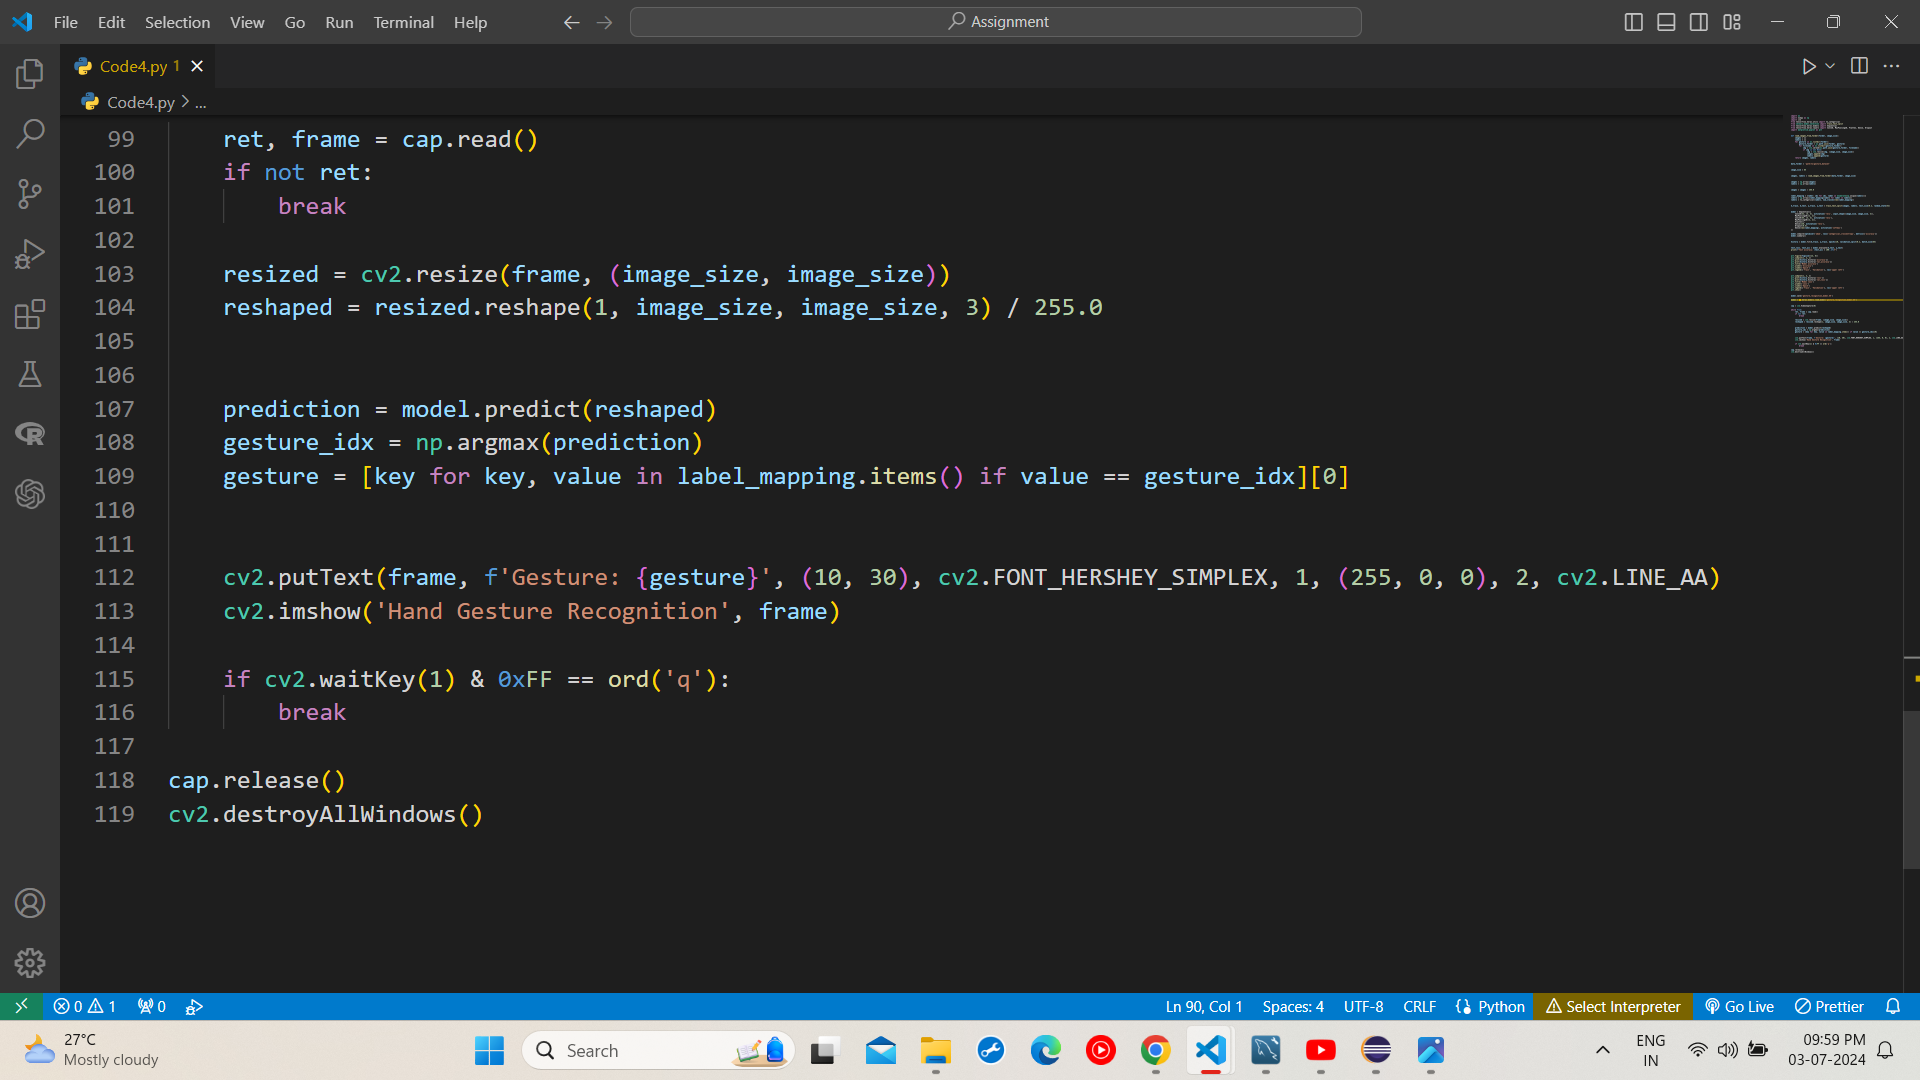 File Edit Selection View Go Run Terminal Help Assignment
Code4.py 1
Code4.py > ...
99 ret, frame = cap.read()
100 if not ret:
101 break
102
103 resized = cv2.resize(frame, (image_size, image_size))
104 reshaped = resized.reshape(1, image_size, image_size, 3) / 255.0
105
106
107 prediction = model.predict(reshaped)
108 gesture_idx = np.argmax(prediction)
109 gesture = [key for key, value in label_mapping.items() if value == gesture_idx][0]
110
111
112 cv2.putText(frame, f'Gesture: {gesture}', (10, 30), cv2.FONT_HERSHEY_SIMPLEX, 1, (255, 0, 0), 2, cv2.LINE_AA)
113 cv2.imshow('Hand Gesture Recognition', frame)
114
115 if cv2.waitKey(1) & 0xFF == ord('q'):
116 break
117
118 cap.release()
119 cv2.destroyAllWindows()
0 1 0 Ln 90, Col 1 Spaces: 4 UTF-8 CRLF Python Select Interpreter Go Live Prettier
27°C
Mostly cloudy
Search
ENG
IN
09:59 PM
03-07-2024